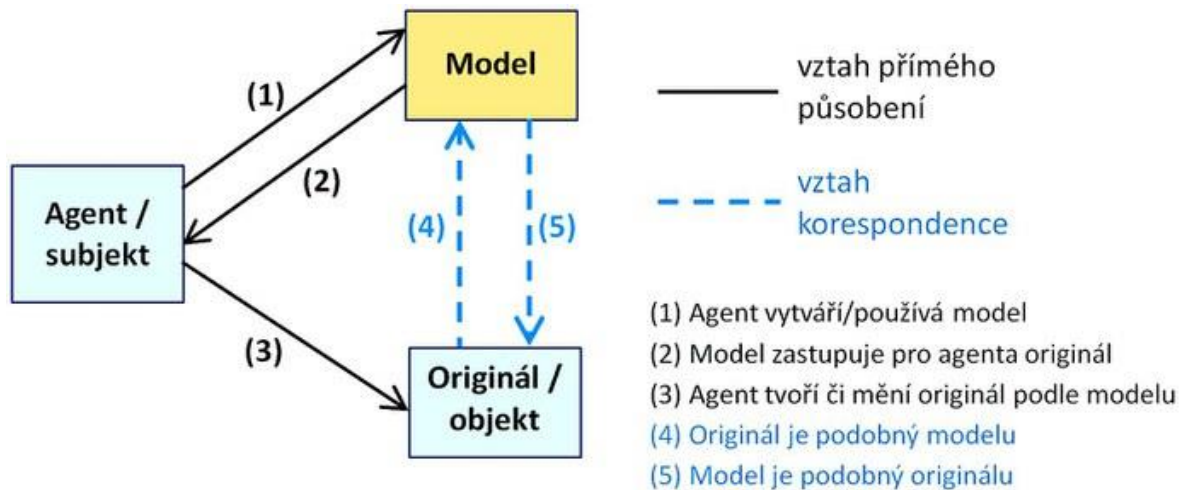 Model
(1)
(2)
Agent /
subjekt
(4)
(5)
(3)
Originál /
objekt
vztah přímého
působení
vztah
korespondence
(1) Agent vytváří/používá model
(2) Model zastupuje pro agenta originál
(3) Agent tvoří či mění originál podle modelu
(4) Originál je podobný modelu
(5) Model je podobný originálu